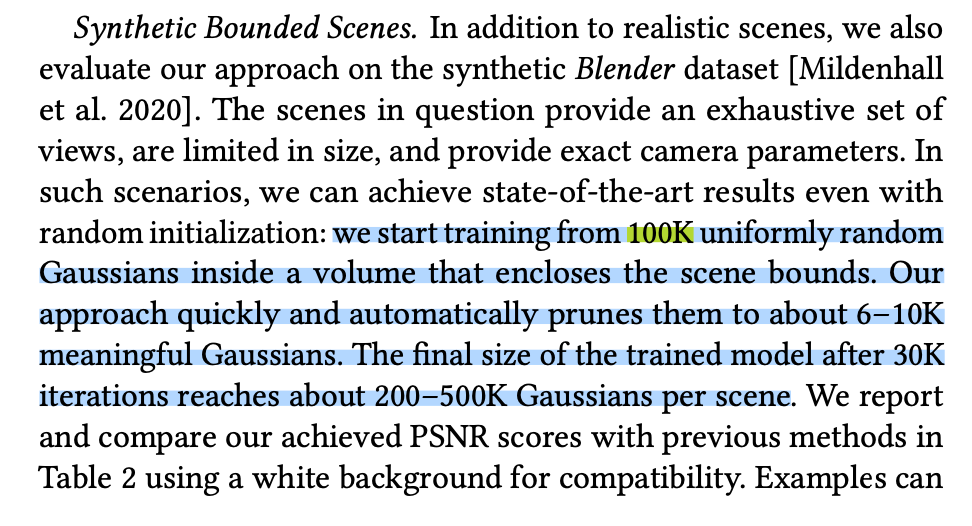 Synthetic Bounded Scenes. In addition to realistic scenes, we also
evaluate our approach on the synthetic Blender dataset [Mildenhall
et al. 2020]. The scenes in question provide an exhaustive set of
views, are limited in size, and provide exact camera parameters. In
such scenarios, we can achieve state-of-the-art results even with
random initialization: we start training from 100K uniformly random
Gaussians inside a volume that encloses the scene bounds. Our
approach quickly and automatically prunes them to about 6–10K
meaningful Gaussians. The final size of the trained model after 30K
iterations reaches about 200–500K Gaussians per scene. We report
and compare our achieved PSNR scores with previous methods in
Table 2 using a white background for compatibility. Examples can